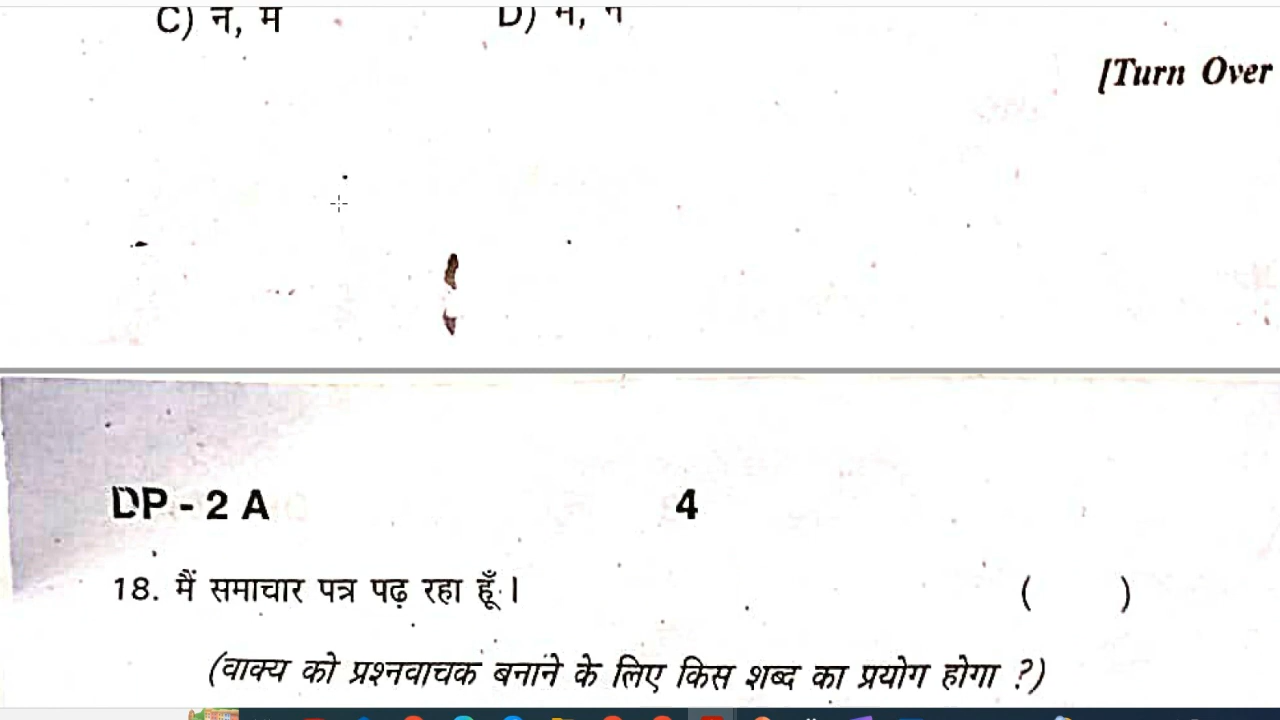 C) न, म D) म, न
[Turn Over
DP - 2 A 4
18. मैं समाचार पत्र पढ़ रहा हूँ। ( )
(वाक्य को प्रश्नवाचक बनाने के लिए किस शब्द का प्रयोग होगा ?)